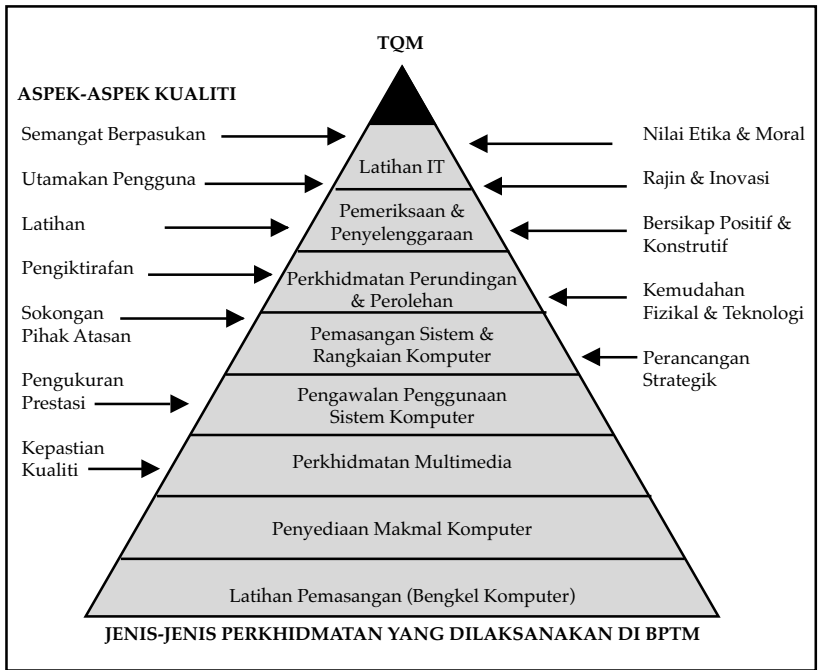 TQM
ASPEK-ASPEK KUALITI
Semangat Berpasukan
Utamakan Pengguna
Latihan
Pengiktirafan
Sokongan
Pihak Atasan
Pengukuran
Prestasi
Kepastian
Kualiti
Latihan IT
Pemeriksaan &
Penyelenggaraan
Perkhidmatan Perundingan
& Perolehan
Pemasangan Sistem &
Rangkaian Komputer
Pengawalan Penggunaan
Sistem Komputer
Perkhidmatan Multimedia
Penyediaan Makmal Komputer
Latihan Pemasangan (Bengkel Komputer)
Nilai Etika & Moral
Rajin & Inovasi
Bersikap Positif &
Konstrutif
Kemudahan
Fizikal & Teknologi
Perancangan
Strategik
JENIS-JENIS PERKHIDMATAN YANG DILAKSANAKAN DI BPTM